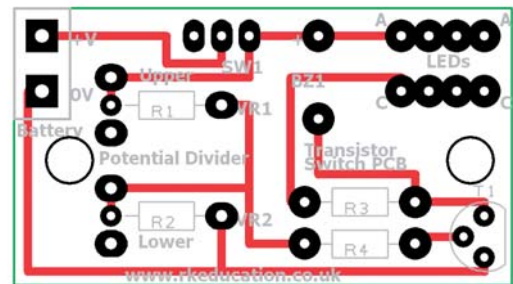 +V
SW1
+
A
A
LEDs
Upper
BZ1
0V
R1
VR1
C
C
Battery
Potential Divider
Transistor
Switch PCB
T1
R2
VR2
R3
Lower
R4
www.rkeducation.co.uk